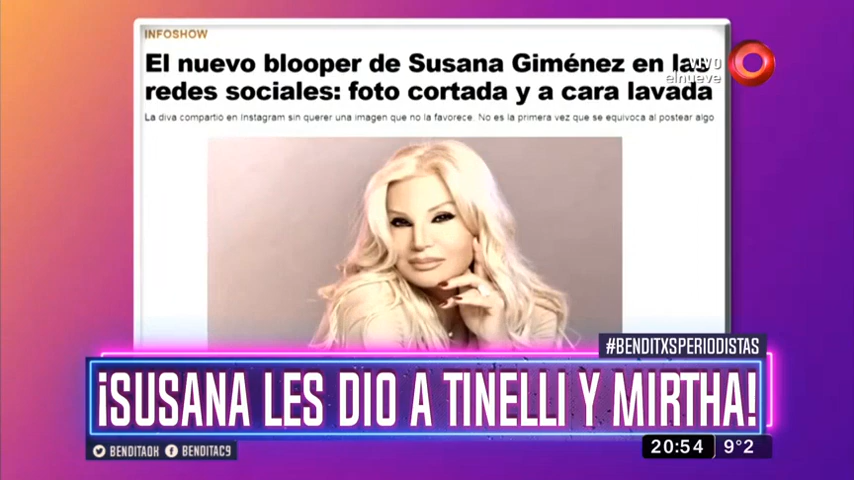 INFOSHOW
El nuevo blooper de Susana Giménez en las
redes sociales: foto cortada y a cara lavada
La diva compartió en Instagram sin querer una imagen que no la favorece. No es la primera vez que se equivoca al postear algo
VIVO
elnueve
#BENDITXSPERIODISTAS
¡SUSANA LES DIO A TINELLI Y MIRTHA!
BENDITAOK BENDITAC9
20:54 9°2